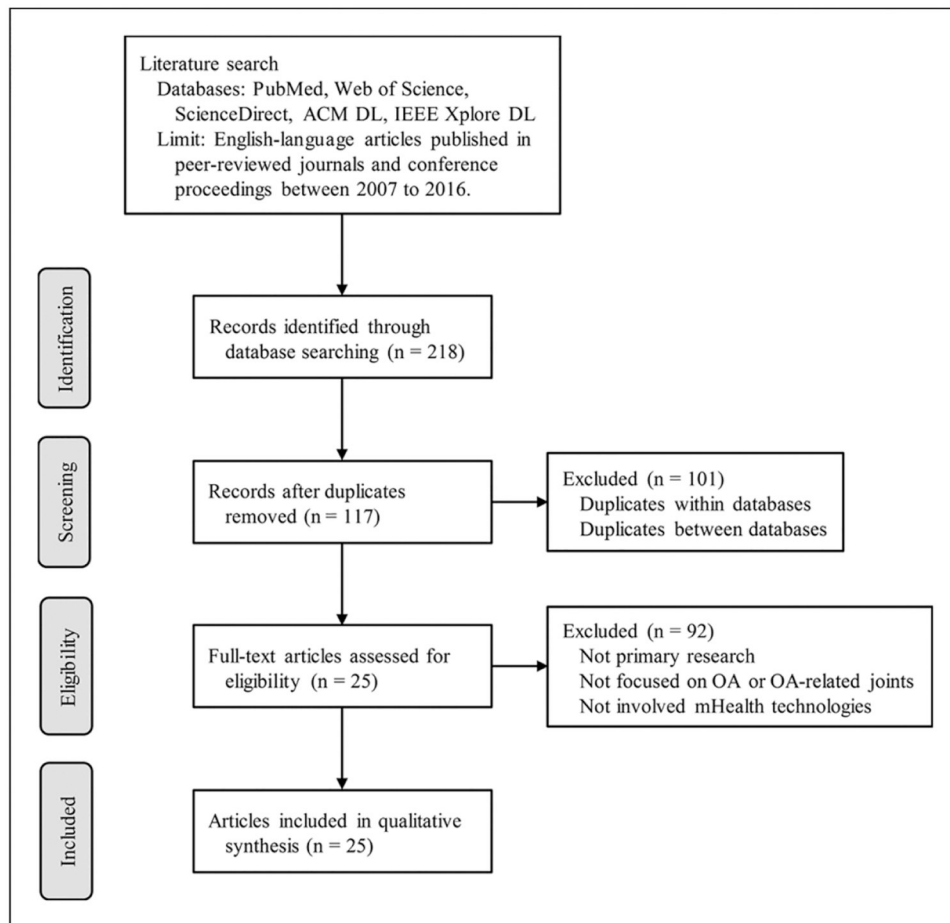 Literature search
Databases: PubMed, Web of Science,
ScienceDirect, ACM DL, IEEE Xplore DL
Limit: English-language articles published in
peer-reviewed journals and conference
proceedings between 2007 to 2016.
Identification
Records identified through
database searching (n = 218)
Screening
Records after duplicates
removed (n = 117)
Excluded (n = 101)
Duplicates within databases
Duplicates between databases
Eligibility
Full-text articles assessed for
eligibility (n = 25)
Excluded (n = 92)
Not primary research
Not focused on OA or OA-related joints
Not involved mHealth technologies
Included
Articles included in qualitative
synthesis (n = 25)